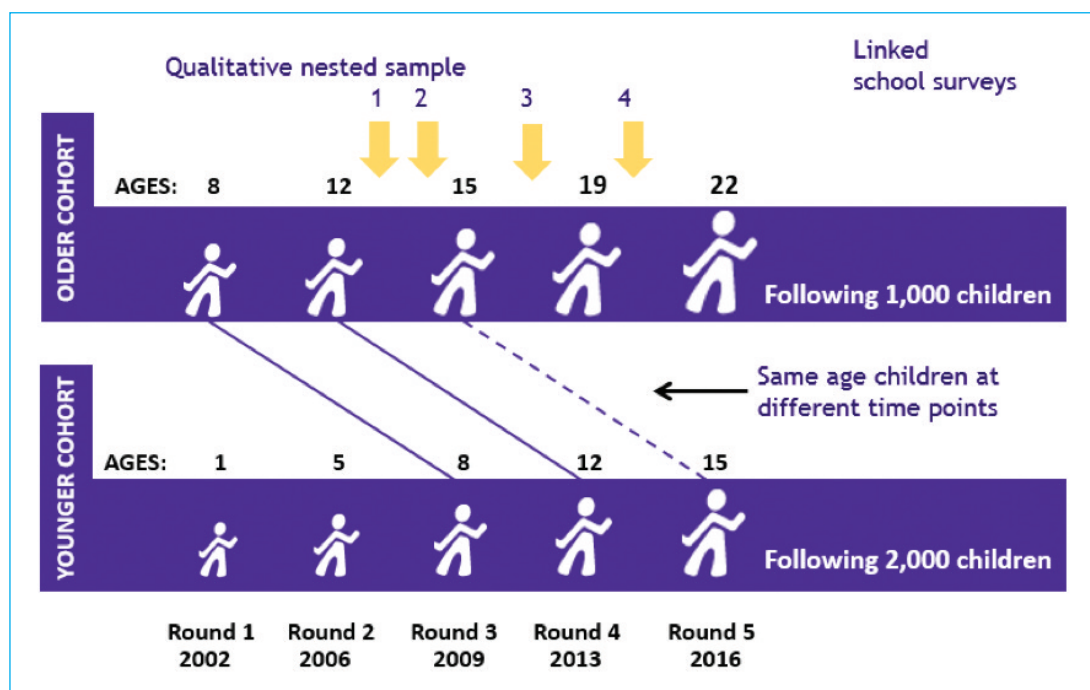 Qualitative nested sample
Linked
school surveys
1 2 3 4
OLDER COHORT
AGES: 8 12 15 19 22
Following 1,000 children
Same age children at
different time points
YOUNGER COHORT
AGES: 1 5 8 12 15
Following 2,000 children
Round 1 Round 2 Round 3 Round 4 Round 5
2002 2006 2009 2013 2016